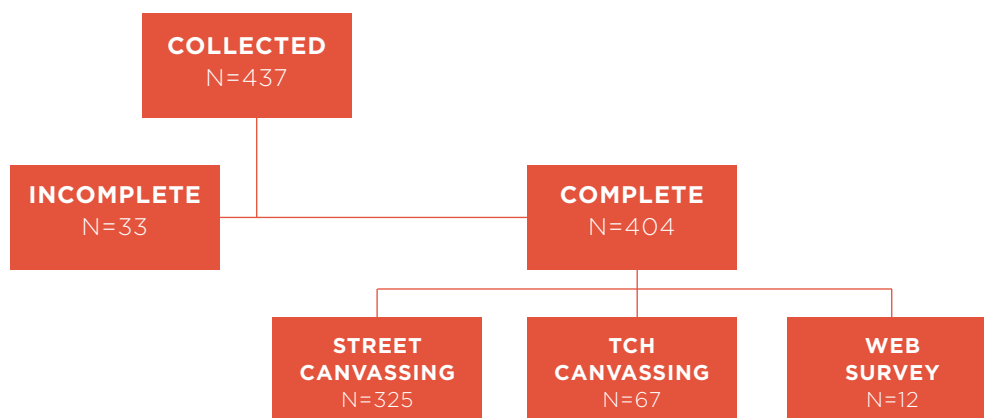 COLLECTED
N=437
INCOMPLETE
N=33
COMPLETE
N=404
STREET
CANVASSING
N=325
TCH
CANVASSING
N=67
WEB
SURVEY
N=12